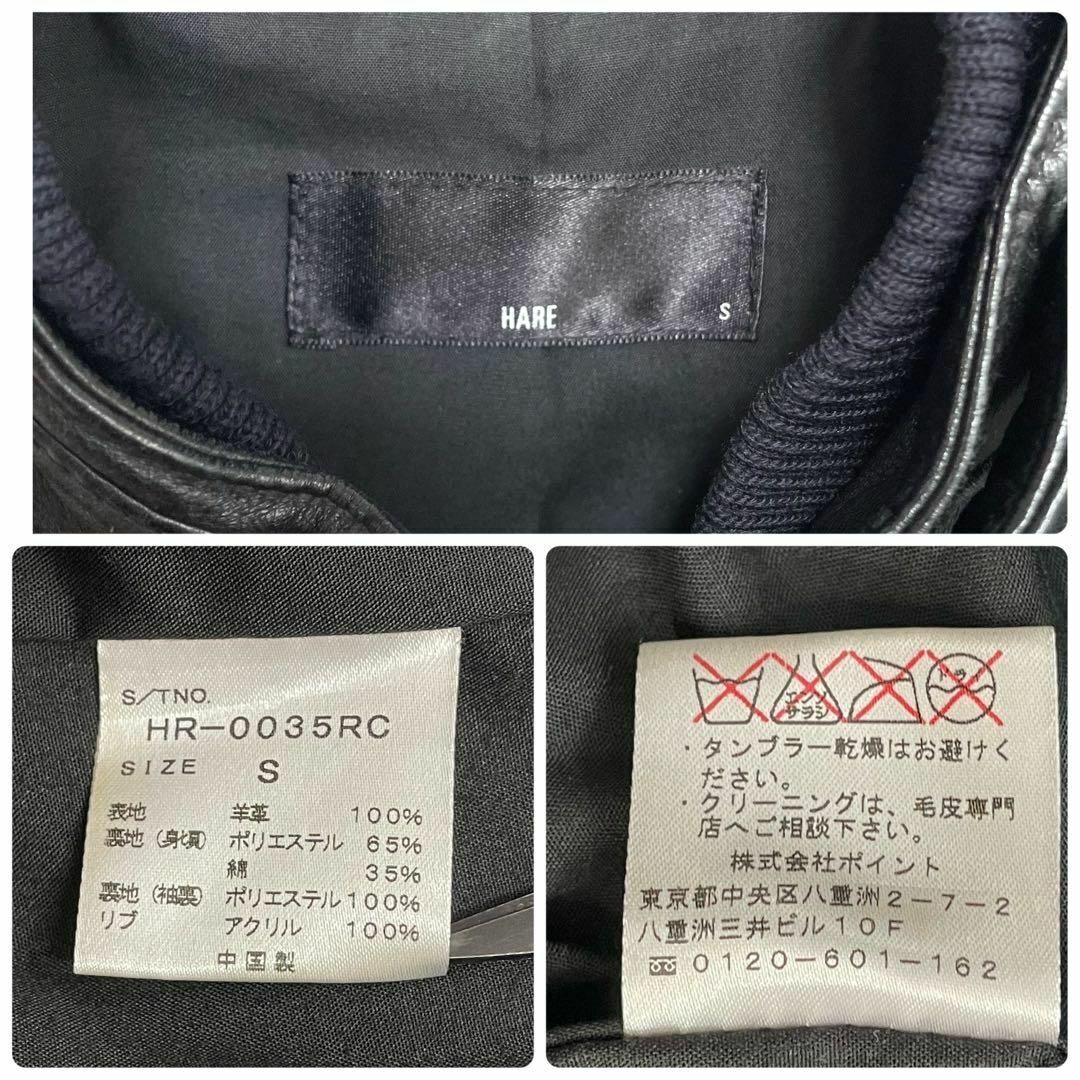 HARE
S
S/TNO.
HR-0035RC
SIZE S
表地 羊革 100%
裏地(身頃) ポリエステル 65%
綿 35%
裏地(袖裏) ポリエステル 100%
リブ アクリル 100%
中国製
エンソ サラシ
ドライ
・タンブラー乾燥はお避けく
ださい。
・クリーニングは、毛皮専門
店へご相談下さい。
株式会社ポイント
東京都中央区八重洲2-7-2
八重洲三井ビル10F
0120-601-162